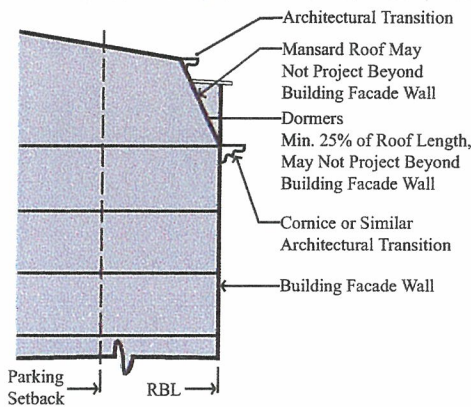 Architectural Transition
Mansard Roof May
Not Project Beyond
Building Facade Wall
Dormers
Min. 25% of Roof Length,
May Not Project Beyond
Building Facade Wall
Cornice or Similar
Architectural Transition
Building Facade Wall
Parking
Setback
RBL